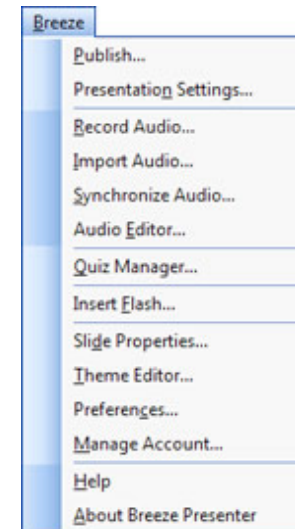 Breeze
Publish...
Presentation Settings...
Record Audio...
Import Audio...
Synchronize Audio...
Audio Editor...
Quiz Manager...
Insert Flash...
Slide Properties...
Theme Editor...
Preferences...
Manage Account...
Help
About Breeze Presenter